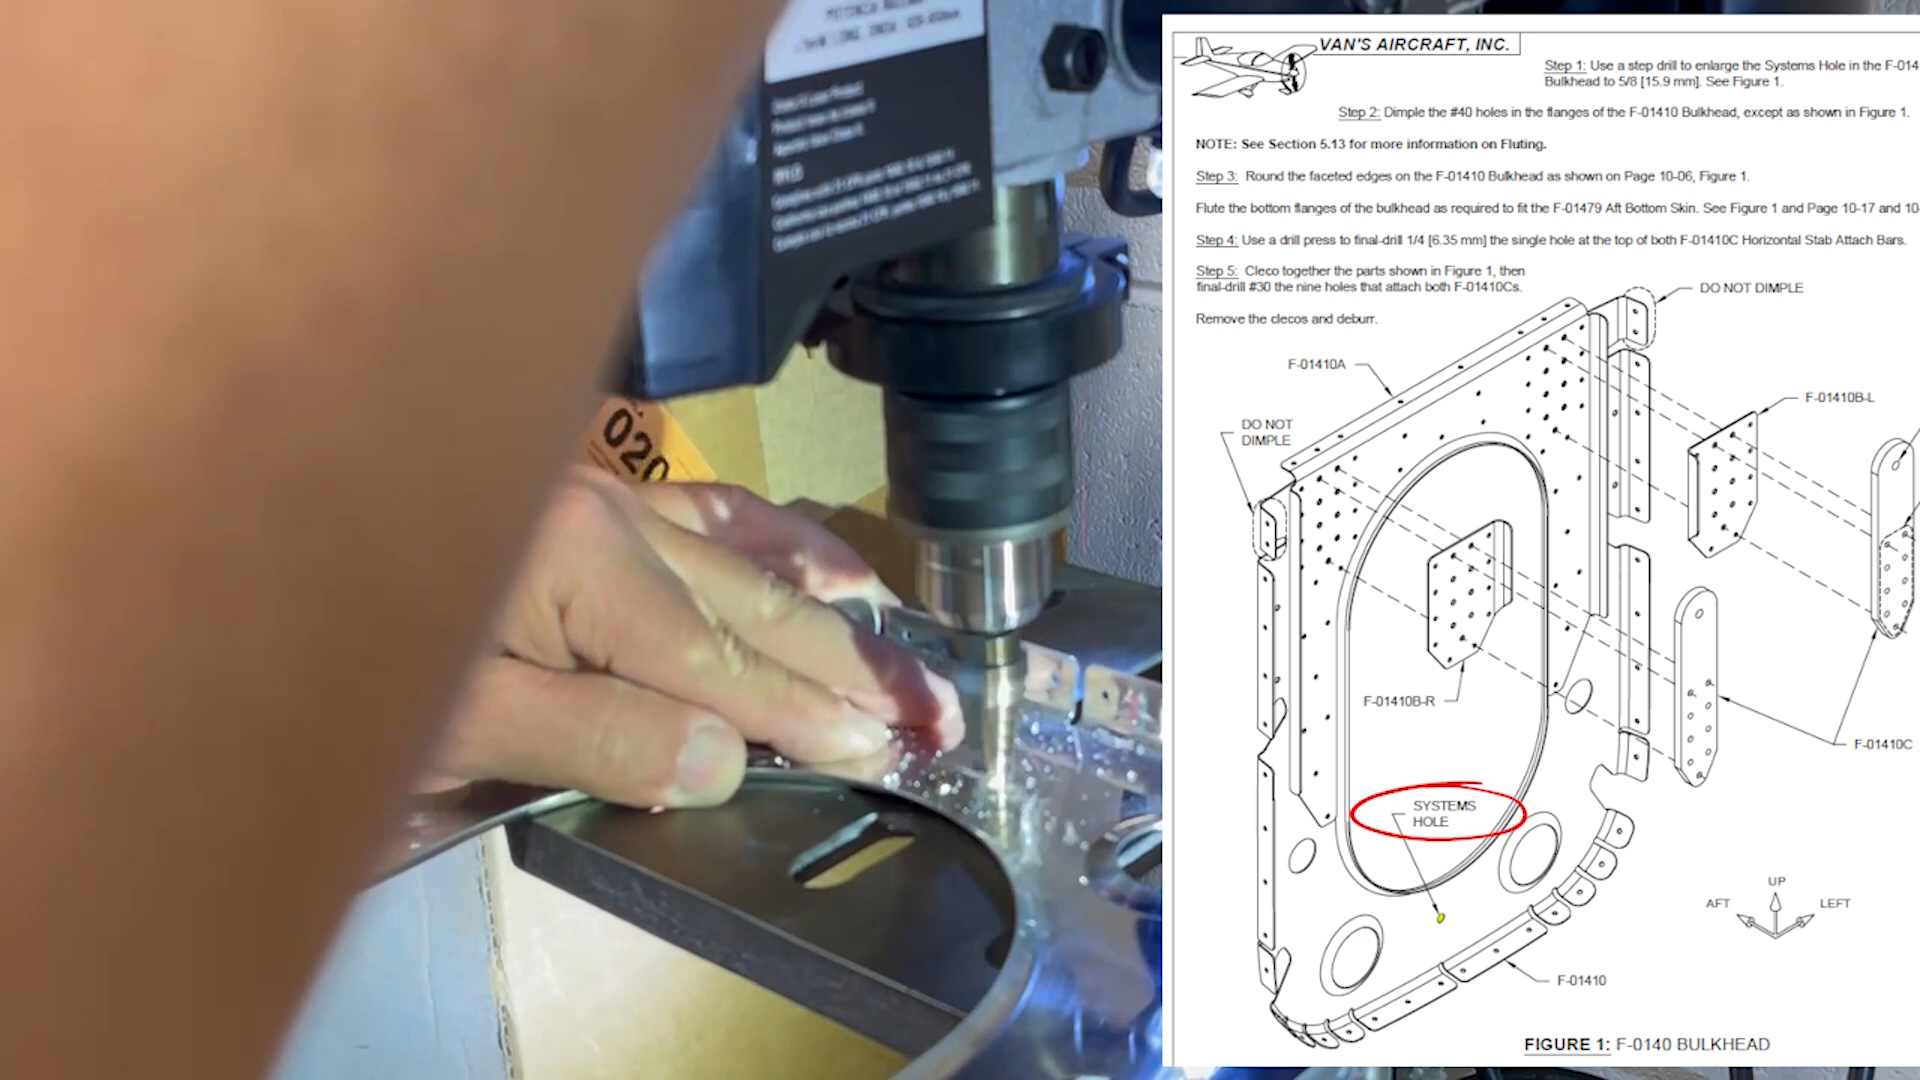 020
VAN'S AIRCRAFT, INC.
Step 1: Use a step drill to enlarge the Systems Hole in the F-014
Bulkhead to 5/8 [15.9 mm]. See Figure 1.
Step 2: Dimple the #40 holes in the flanges of the F-01410 Bulkhead, except as shown in Figure 1.
NOTE: See Section 5.13 for more information on Fluting.
Step 3: Round the faceted edges on the F-01410 Bulkhead as shown on Page 10-06, Figure 1.
Flute the bottom flanges of the bulkhead as required to fit the F-01479 Aft Bottom Skin. See Figure 1 and Page 10-17 and 10-
Step 4: Use a drill press to final-drill 1/4 [6.35 mm] the single hole at the top of both F-01410C Horizontal Stab Attach Bars.
Step 5: Cleco together the parts shown in Figure 1, then
final-drill #30 the nine holes that attach both F-01410Cs.
Remove the clecos and deburr.
DO NOT DIMPLE
F-01410A
F-01410B-L
DO NOT
DIMPLE
F-01410B-R
F-01410C
SYSTEMS
HOLE
UP
AFT
LEFT
F-01410
FIGURE 1: F-0140 BULKHEAD